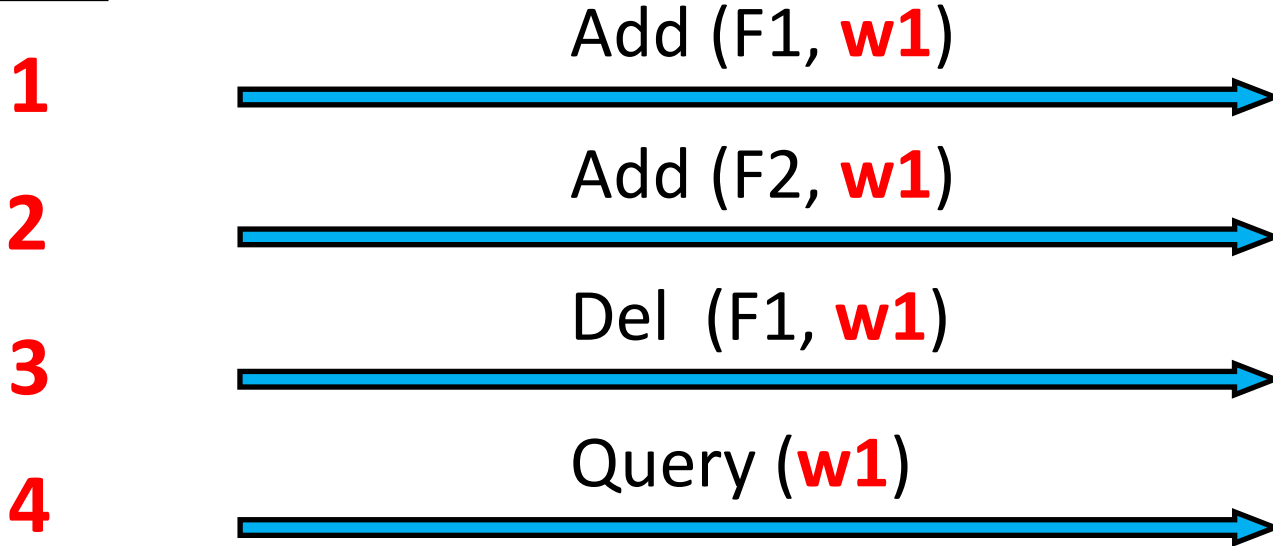 Add (F1, w1)
1
Add (F2, w1)
2
Del (F1, w1)
3
Query (w1)
4